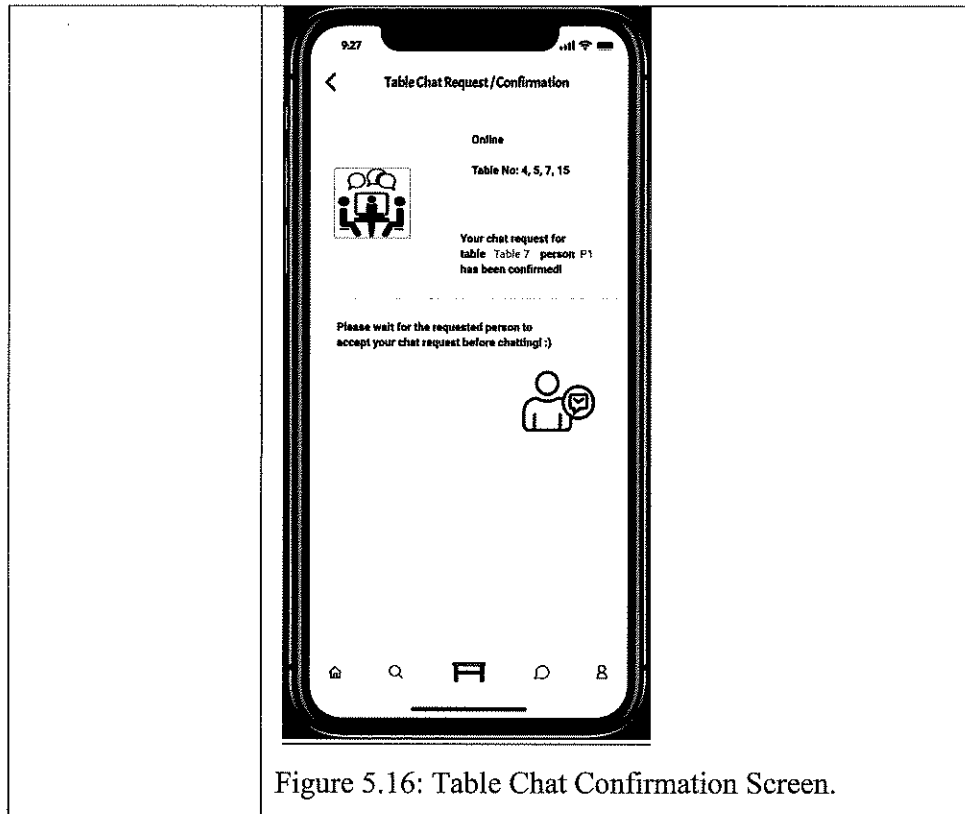 9:27
Table Chat Request / Confirmation
Online
Table No: 4, 5, 7, 15
Your chat request for
table Table 7 person P1
has been confirmed!
Please wait for the requested person to
accept your chat request before chatting! :)
Figure 5.16: Table Chat Confirmation Screen.